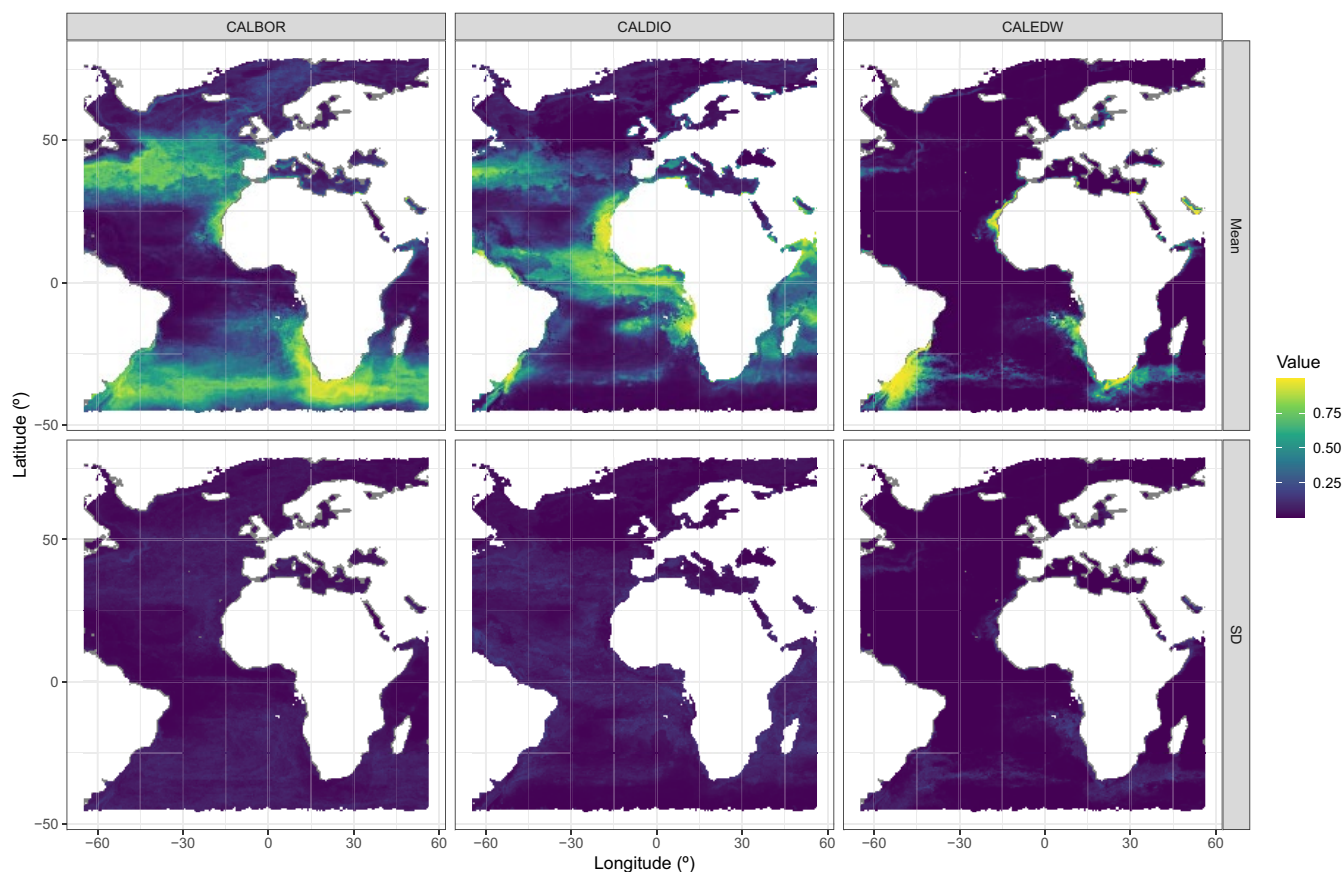 CALBOR CALDIO CALEDW
50
0
−50
Mean
Latitude (º)
Value
0.75
0.50
0.25
50
0
−50
SD
−60 −30 0 30 60 −60 −30 0 30 60 −60 −30 0 30 60
Longitude (º)